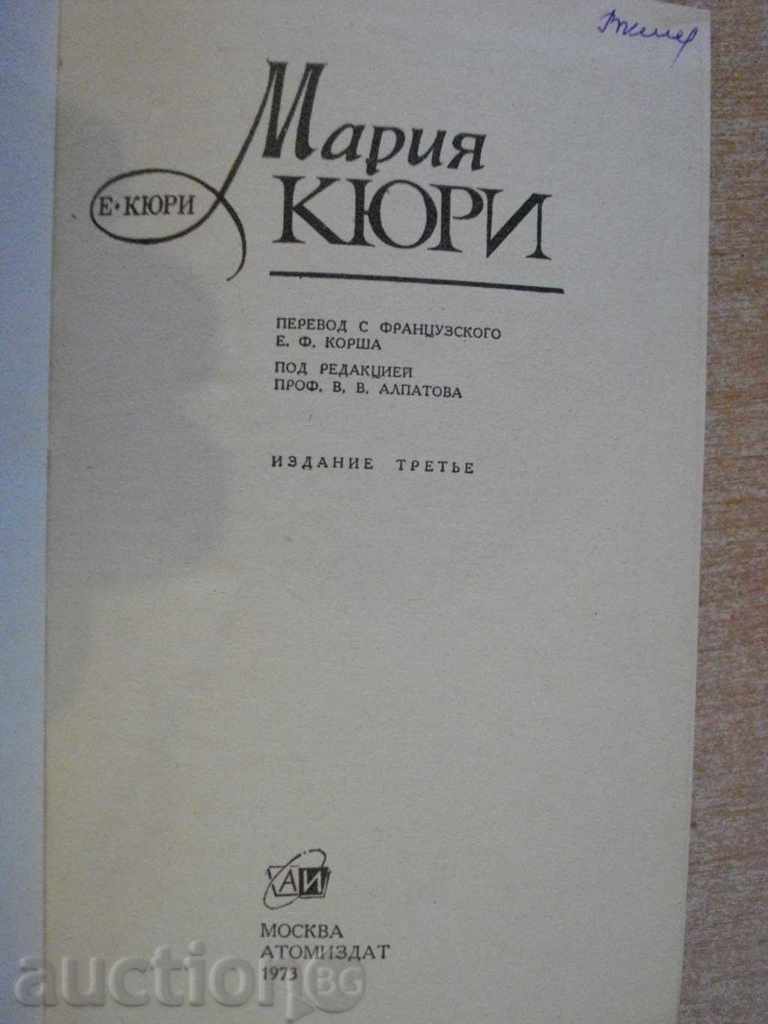 Мария
Е•КЮРИ
КЮРИ
ПЕРЕВОД С ФРАНЦУЗСКОГО
Е. Ф. КОРША
ПОД РЕДАКЦИЕЙ
ПРОФ. В. В. АЛПАТОВА
ИЗДАНИЕ ТРЕТЬЕ
АИ
МОСКВА
АТОМИЗДАТ
1973
auction.BG